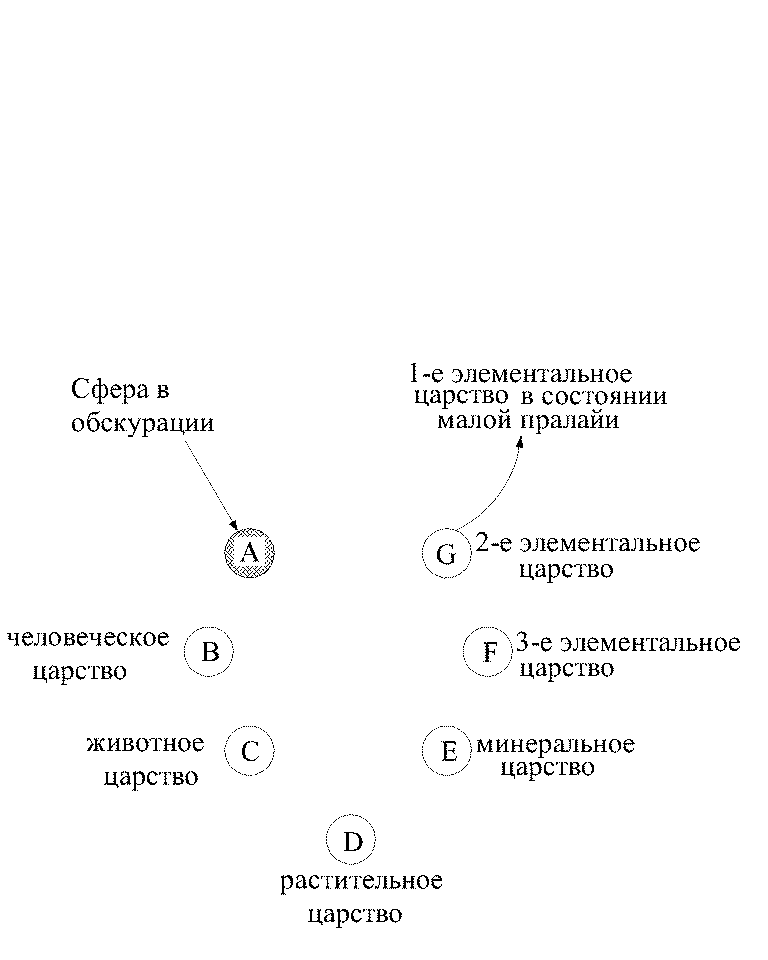 Сфера в
обскурации
1-е элементальное
царство в состоянии
малой пралайи
A
G
2-е элементальное
царство
человеческое
царство
B
F
3-е элементальное
царство
животное
царство
C
E
минеральное
царство
D
растительное
царство